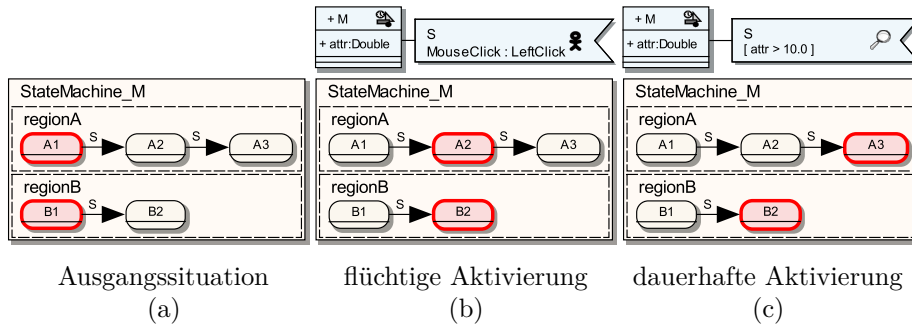 + M
+ attr:Double
S
MouseClick : LeftClick
+ M
+ attr:Double
S
[ attr > 10.0 ]
StateMachine_M
regionA
A1 S A2 S A3
regionB
B1 S B2
StateMachine_M
regionA
A1 S A2 S A3
regionB
B1 S B2
StateMachine_M
regionA
A1 S A2 S A3
regionB
B1 S B2
Ausgangssituation
(a)
flüchtige Aktivierung
(b)
dauerhafte Aktivierung
(c)